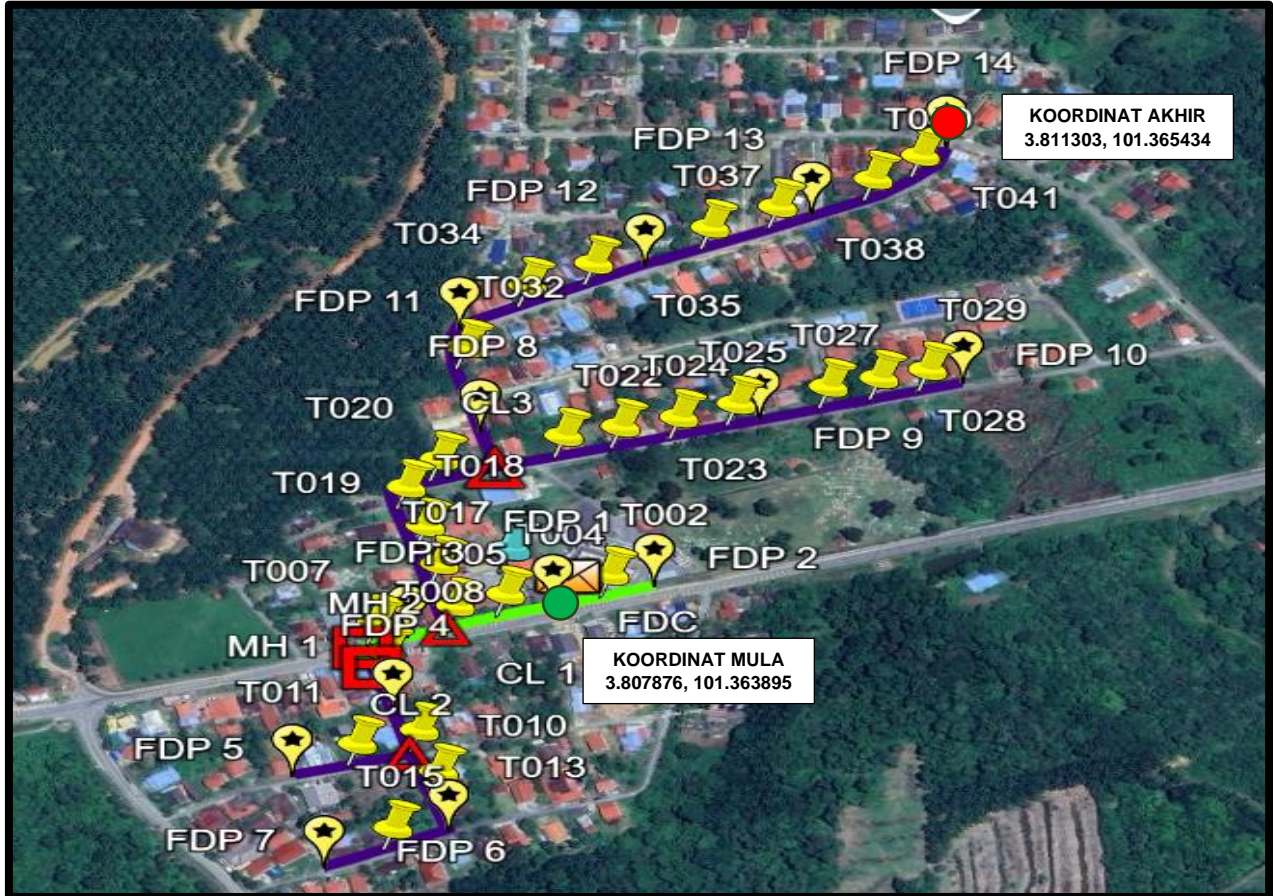 FDP 14
T0
KOORDINAT AKHIR
3.811303, 101.365434
FDP 13
T037
FDP 12
T041
T034
T038
T032
FDP 11
T035
T029
T027
FDP 8
T025
FDP 10
T024
T022
CL3
T020
T028
FDP 9
T018
T023
T019
T017
FDP 1
T002
T004
FDP 3
T005
FDP 2
T007
T008
MH 2
FDP 4
FDC
MH 1
KOORDINAT MULA
3.807876, 101.363895
CL 1
T011
CL 2
T010
FDP 5
T013
T015
FDP 7
FDP 6